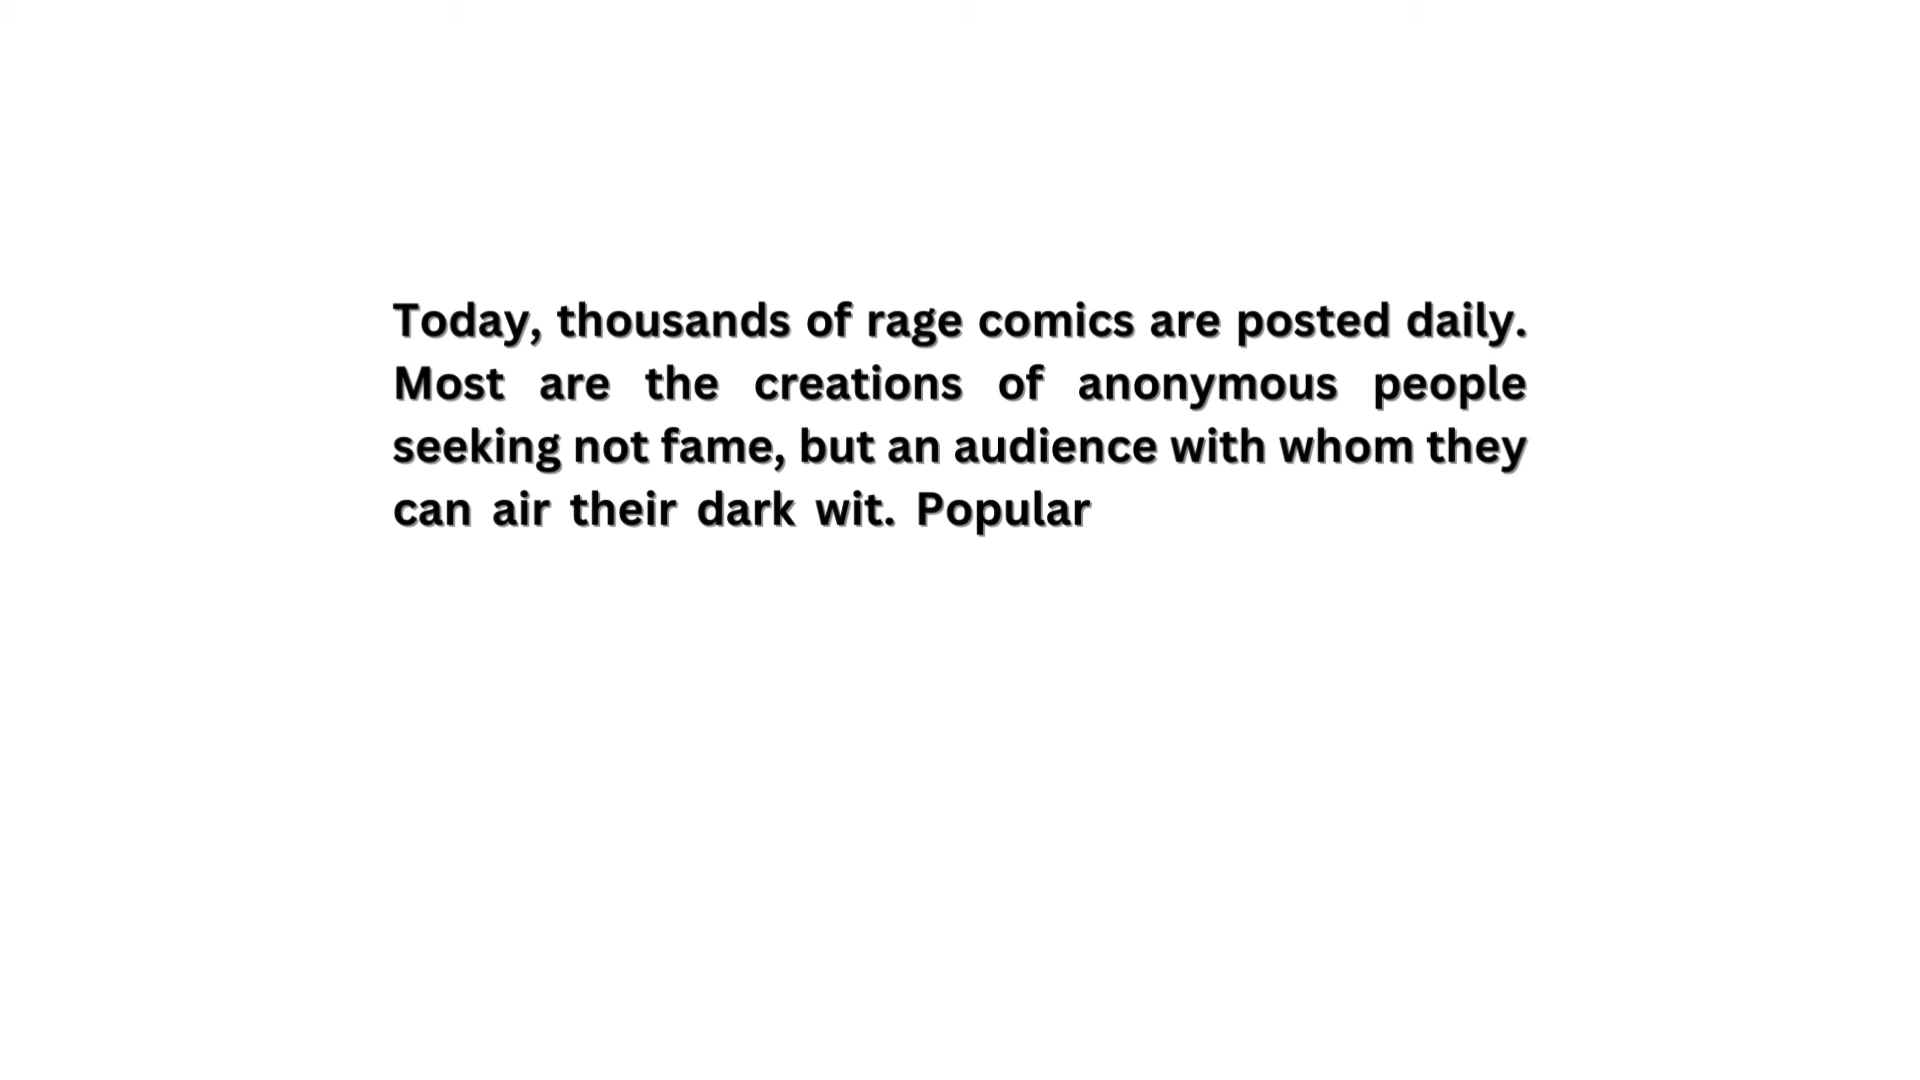 Today, thousands of rage comics are posted daily.
Most are the creations of anonymous people
seeking not fame, but an audience with whom they
can air their dark wit. Popular